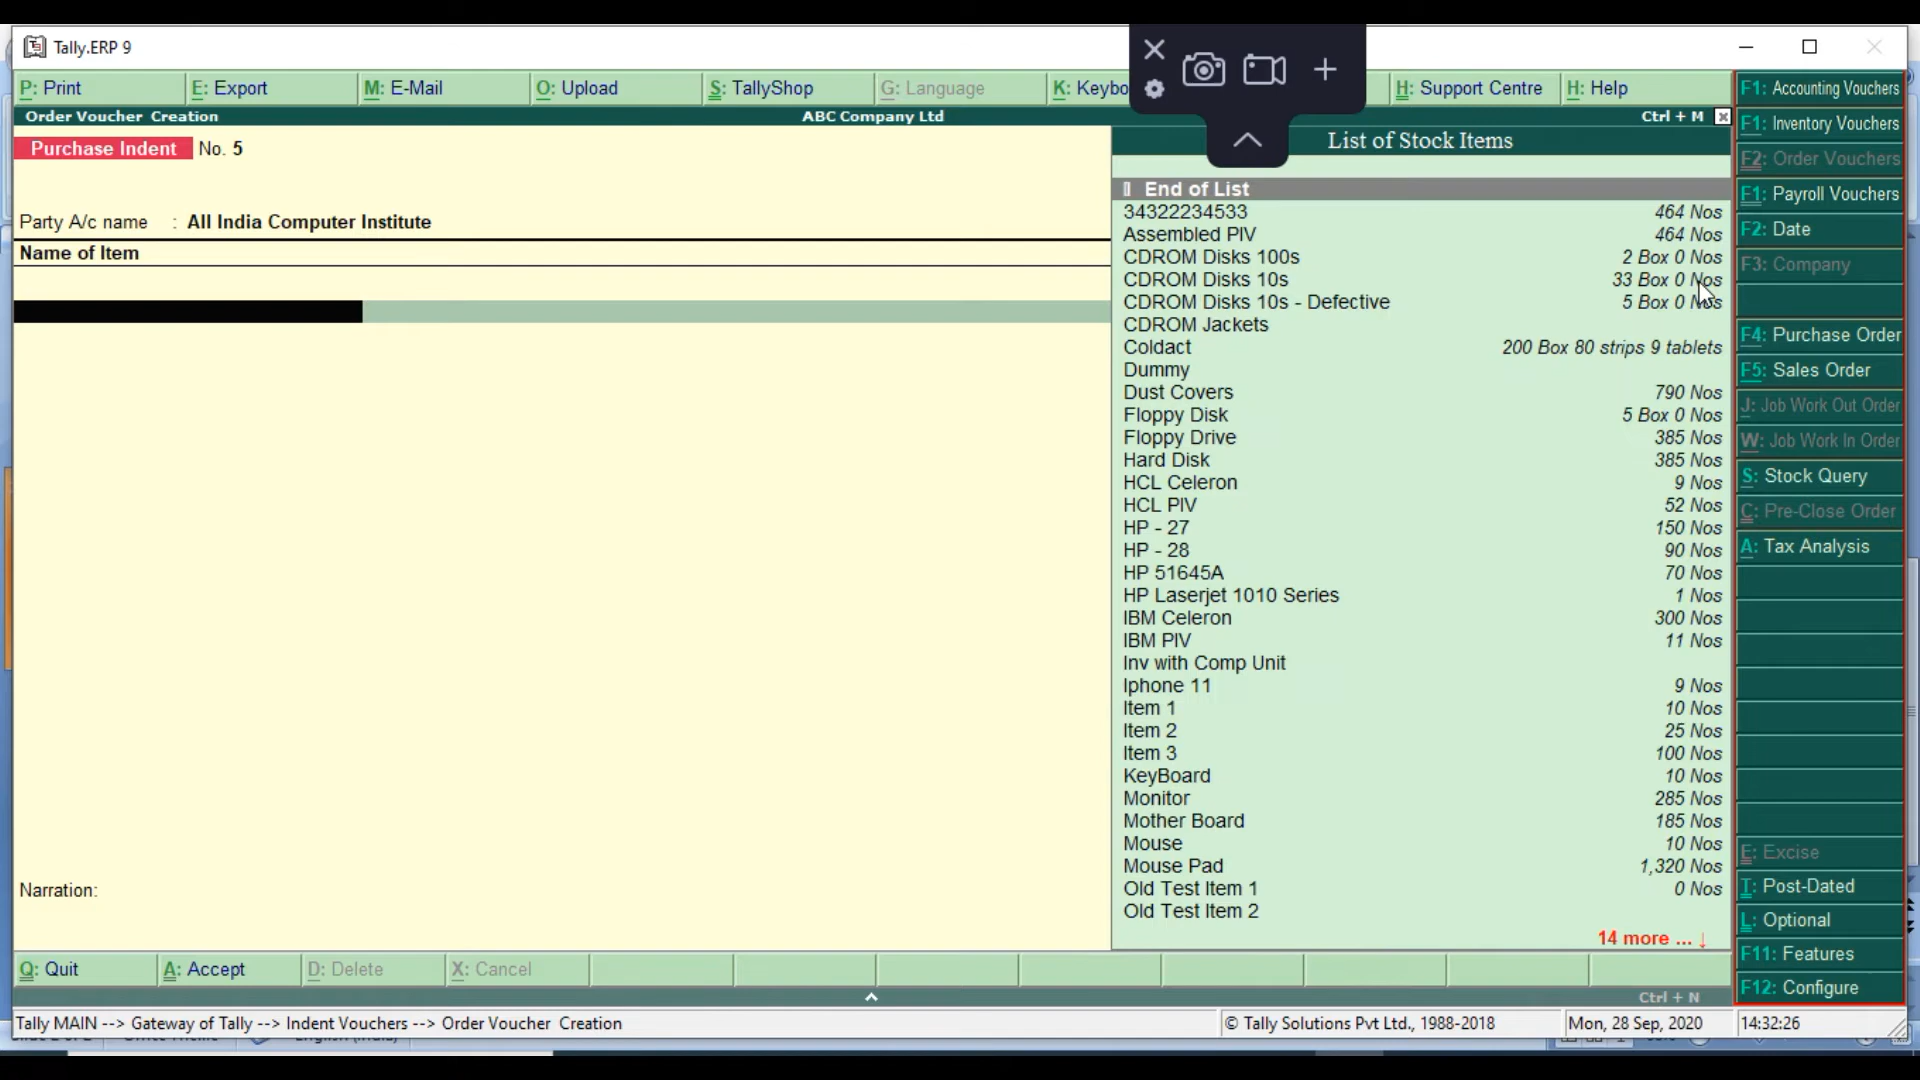 Tally.ERP 9
P: Print E: Export M: E-Mail O: Upload S: TallyShop G: Language K: Keybo H: Support Centre H: Help
Order Voucher Creation ABC Company Ltd Ctrl + M
Purchase Indent No. 5
Party A/c name : All India Computer Institute
Name of Item
Narration:
List of Stock Items
End of List
34322234533 464 Nos
Assembled PIV 464 Nos
CDROM Disks 100s 2 Box 0 Nos
CDROM Disks 10s 33 Box 0 Nos
CDROM Disks 10s - Defective 5 Box 0 Nos
CDROM Jackets
Coldact 200 Box 80 strips 9 tablets
Dummy
Dust Covers 790 Nos
Floppy Disk 5 Box 0 Nos
Floppy Drive 385 Nos
Hard Disk 385 Nos
HCL Celeron 9 Nos
HCL PIV 52 Nos
HP - 27 150 Nos
HP - 28 90 Nos
HP 51645A 70 Nos
HP Laserjet 1010 Series 1 Nos
IBM Celeron 300 Nos
IBM PIV 11 Nos
Inv with Comp Unit
Iphone 11 9 Nos
Item 1 10 Nos
Item 2 25 Nos
Item 3 100 Nos
KeyBoard 10 Nos
Monitor 285 Nos
Mother Board 185 Nos
Mouse 10 Nos
Mouse Pad 1,320 Nos
Old Test Item 1 0 Nos
Old Test Item 2
14 more ... ↓
F1: Accounting Vouchers
F1: Inventory Vouchers
F2: Order Vouchers
F1: Payroll Vouchers
F2: Date
F3: Company
F4: Purchase Order
F5: Sales Order
J: Job Work Out Order
W: Job Work In Order
S: Stock Query
C: Pre-Close Order
A: Tax Analysis
E: Excise
T: Post-Dated
L: Optional
F11: Features
F12: Configure
Q: Quit A: Accept D: Delete X: Cancel
Ctrl + N
Tally MAIN --> Gateway of Tally --> Indent Vouchers --> Order Voucher Creation © Tally Solutions Pvt Ltd., 1988-2018 Mon, 28 Sep, 2020 14:32:26